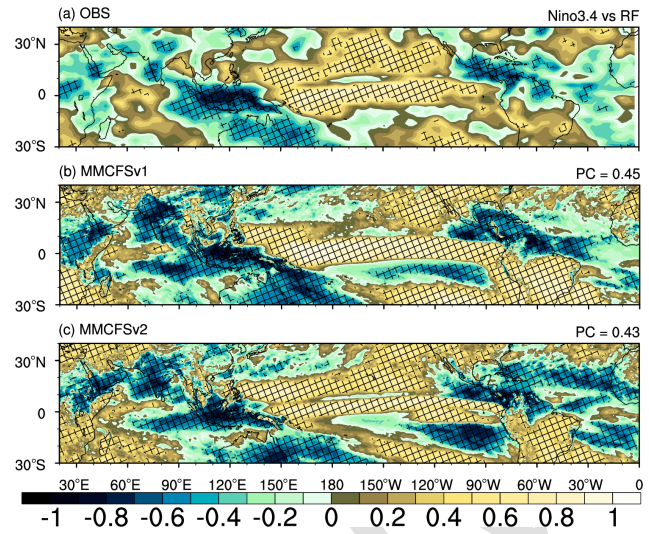 (a) OBS Nino3.4 vs RF
30°N
0
30°S
(b) MMCFSv1 PC = 0.45
30°N
0
30°S
(c) MMCFSv2 PC = 0.43
30°N
0
30°S
30°E 60°E 90°E 120°E 150°E 180 150°W 120°W 90°W 60°W 30°W 0
-1 -0.8 -0.6 -0.4 -0.2 0 0.2 0.4 0.6 0.8 1